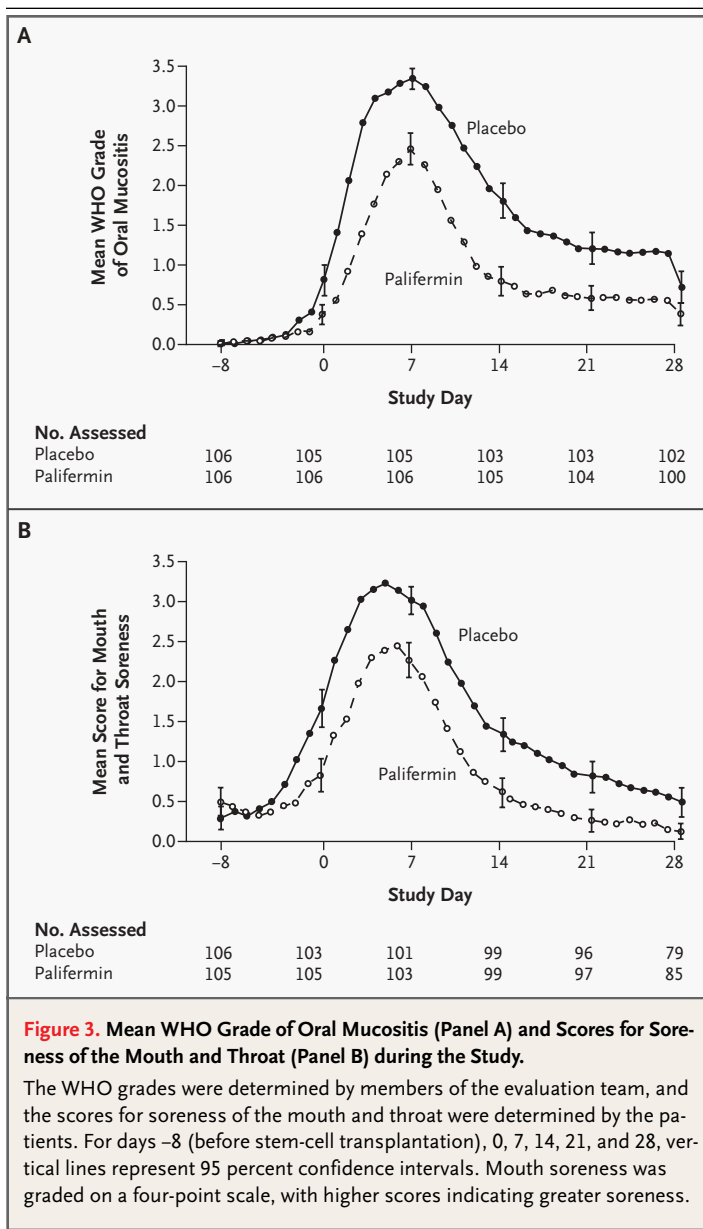 A
Mean WHO Grade
of Oral Mucositis
3.5
3.0
2.5
2.0
1.5
1.0
0.5
0.0
Placebo
Palifermin
–8 0 7 14 21 28
Study Day
No. Assessed
Placebo 106 105 105 103 103 102
Palifermin 106 106 106 105 104 100
B
Mean Score for Mouth
and Throat Soreness
3.5
3.0
2.5
2.0
1.5
1.0
0.5
0.0
Placebo
Palifermin
–8 0 7 14 21 28
Study Day
No. Assessed
Placebo 106 103 101 99 96 79
Palifermin 105 105 103 99 97 85
Figure 3. Mean WHO Grade of Oral Mucositis (Panel A) and Scores for Sore-
ness of the Mouth and Throat (Panel B) during the Study.
The WHO grades were determined by members of the evaluation team, and
the scores for soreness of the mouth and throat were determined by the pa-
tients. For days –8 (before stem-cell transplantation), 0, 7, 14, 21, and 28, ver-
tical lines represent 95 percent confidence intervals. Mouth soreness was
graded on a four-point scale, with higher scores indicating greater soreness.